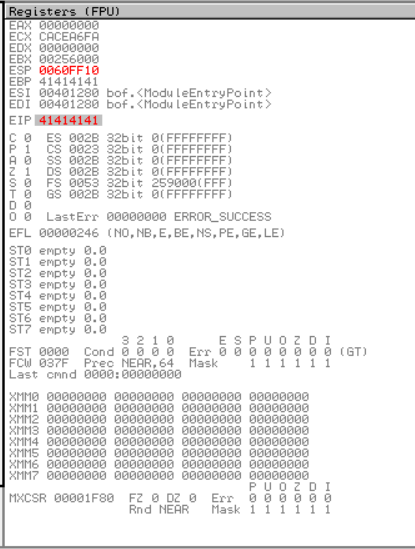 Registers (FPU)
EAX 00000000
ECX CACEA6FA
EDX 00000000
EBX 00256000
ESP 0060FF10
EBP 41414141
ESI 00401280 bof.<ModuleEntryPoint>
EDI 00401280 bof.<ModuleEntryPoint>
EIP 41414141
C 0 ES 002B 32bit 0(FFFFFFFF)
P 1 CS 0023 32bit 0(FFFFFFFF)
A 0 SS 002B 32bit 0(FFFFFFFF)
Z 1 DS 002B 32bit 0(FFFFFFFF)
S 0 FS 0053 32bit 259000(FFF)
T 0 GS 002B 32bit 0(FFFFFFFF)
D 0
O 0 LastErr 00000000 ERROR_SUCCESS
EFL 00000246 (NO,NB,E,BE,NS,PE,GE,LE)
ST0 empty 0.0
ST1 empty 0.0
ST2 empty 0.0
ST3 empty 0.0
ST4 empty 0.0
ST5 empty 0.0
ST6 empty 0.0
ST7 empty 0.0
3 2 1 0 E S P U O Z D I
FST 0000 Cond 0 0 0 0 Err 0 0 0 0 0 0 0 0 (GT)
FCW 037F Prec NEAR,64 Mask 1 1 1 1 1 1
Last cmnd 0000:00000000
XMM0 00000000 00000000 00000000 00000000
XMM1 00000000 00000000 00000000 00000000
XMM2 00000000 00000000 00000000 00000000
XMM3 00000000 00000000 00000000 00000000
XMM4 00000000 00000000 00000000 00000000
XMM5 00000000 00000000 00000000 00000000
XMM6 00000000 00000000 00000000 00000000
XMM7 00000000 00000000 00000000 00000000
P U O Z D I
MXCSR 00001F80 FZ 0 DZ 0 Err 0 0 0 0 0 0
Rnd NEAR Mask 1 1 1 1 1 1